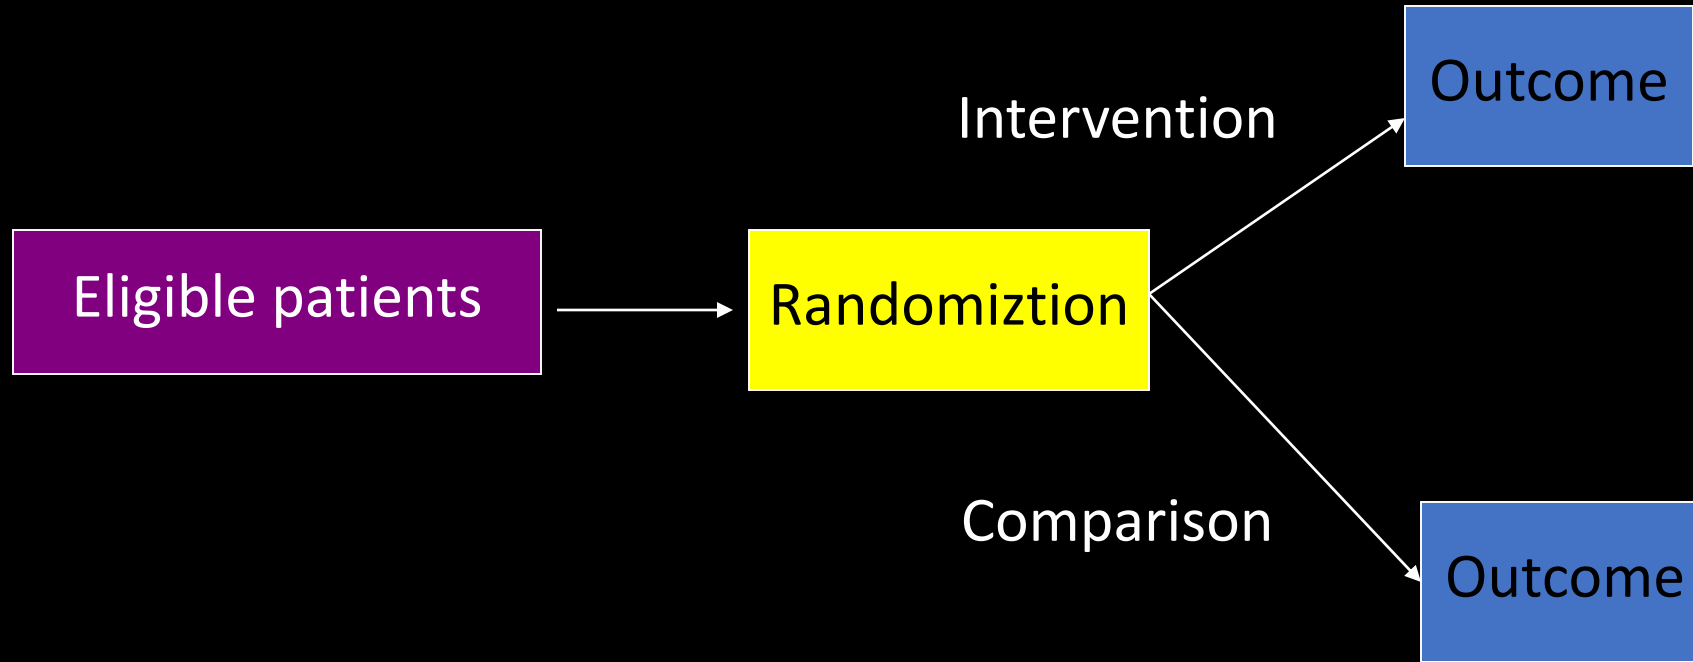 Eligible patients
Randomiztion
Intervention
Outcome
Comparison
Outcome